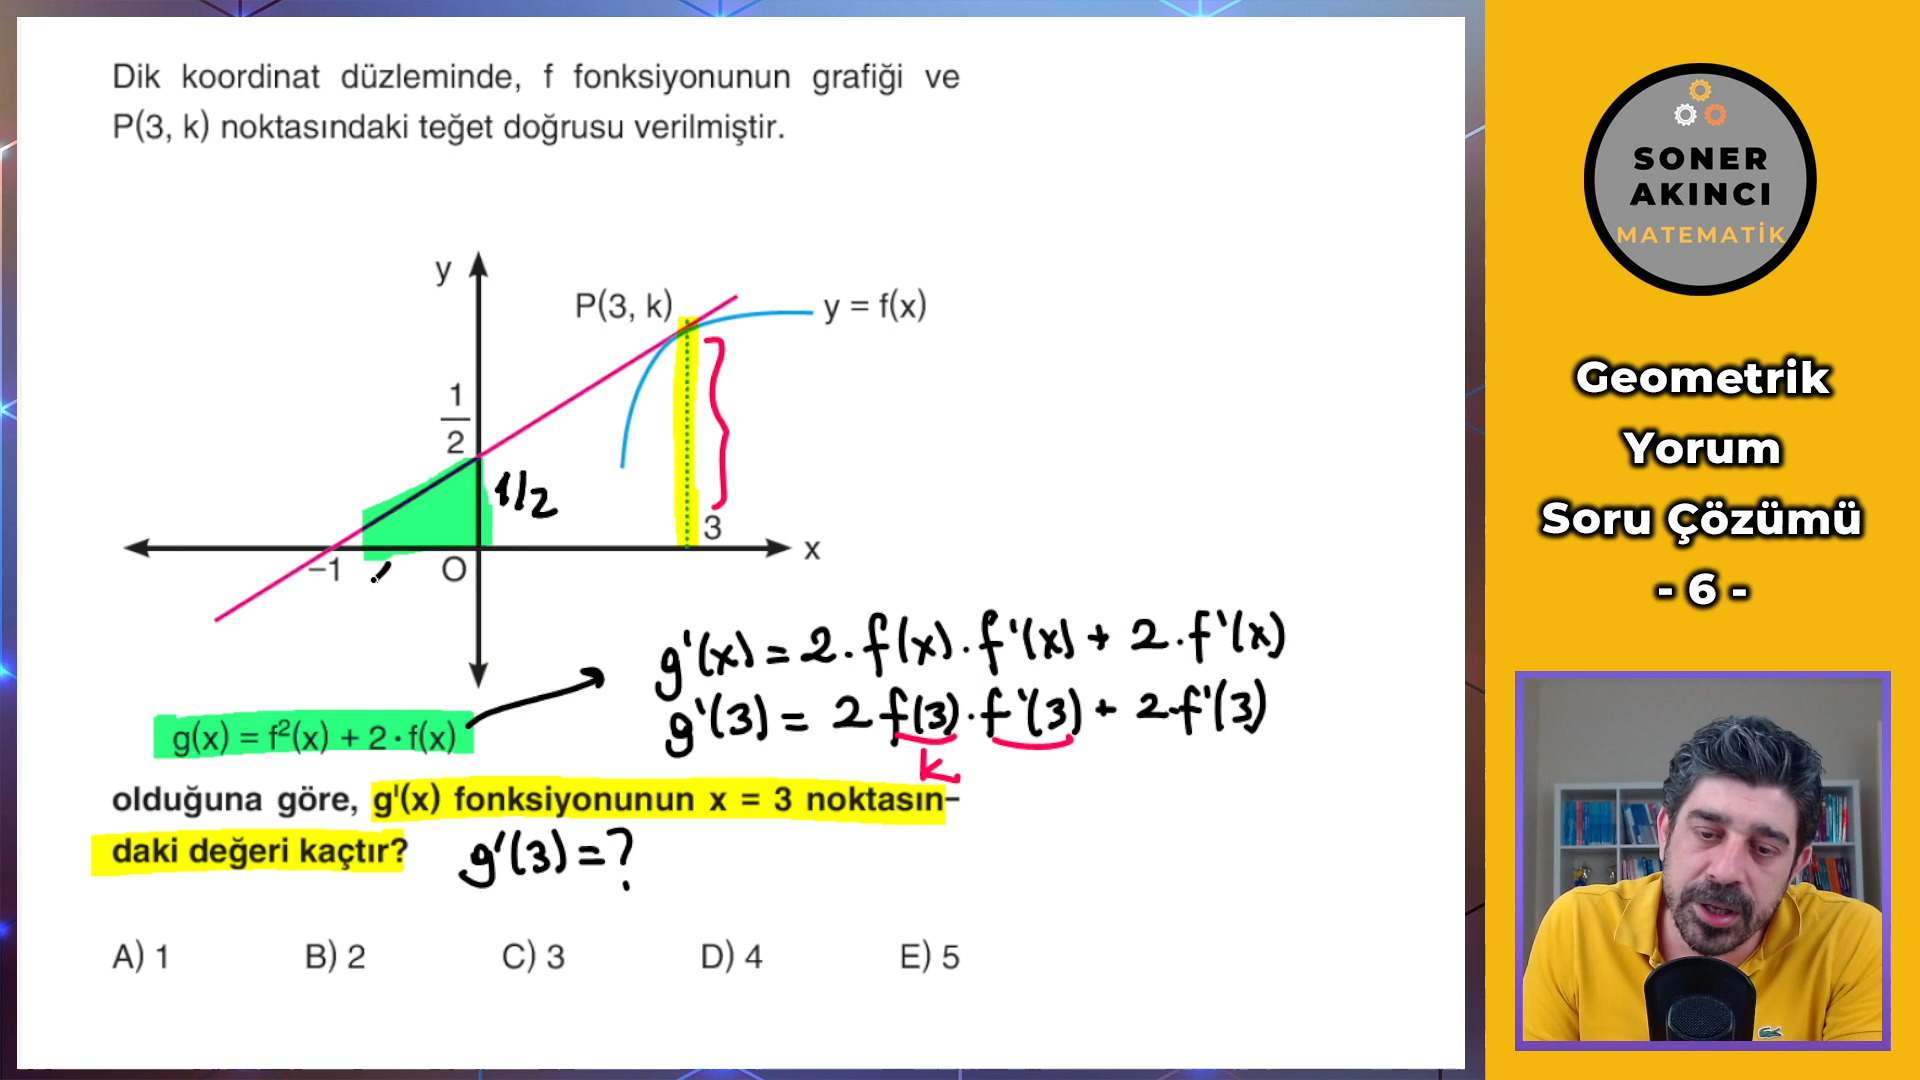 Dik koordinat düzleminde, f fonksiyonunun grafiği ve
P(3, k) noktasındaki teğet doğrusu verilmiştir.
y
P(3, k)
y = f(x)
1
2
1/2
3
x
−1
O
g'(x) = 2 . f(x) . f'(x) + 2 . f'(x)
g'(3) = 2 f(3) . f'(3) + 2 f'(3)
k
g(x) = f²(x) + 2 · f(x)
olduğuna göre, g'(x) fonksiyonunun x = 3 noktasın-
daki değeri kaçtır?
g'(3) = ?
A) 1 B) 2 C) 3 D) 4 E) 5
SONER
AKINCI
MATEMATİK
Geometrik
Yorum
Soru Çözümü
- 6 -